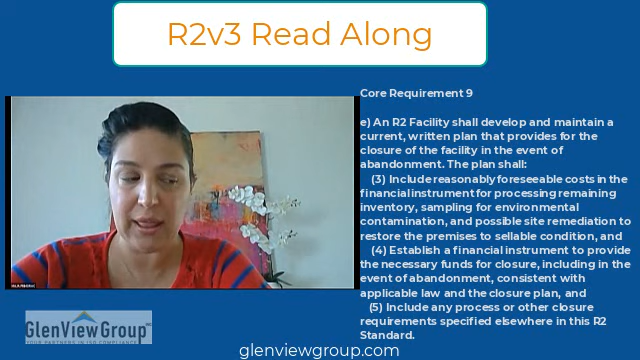 R2v3 Read Along
Core Requirement 9
e) An R2 Facility shall develop and maintain a
current, written plan that provides for the
closure of the facility in the event of
abandonment. The plan shall:
(3) Include reasonably foreseeable costs in the
financial instrument for processing remaining
inventory, sampling for environmental
contamination, and possible site remediation to
restore the premises to sellable condition, and
(4) Establish a financial instrument to provide
the necessary funds for closure, including in the
event of abandonment, consistent with
applicable law and the closure plan, and
(5) Include any process or other closure
requirements specified elsewhere in this R2
Standard.
GlenViewGroup
YOUR PARTNERS IN ISO COMPLIANCE
glenviewgroup.com